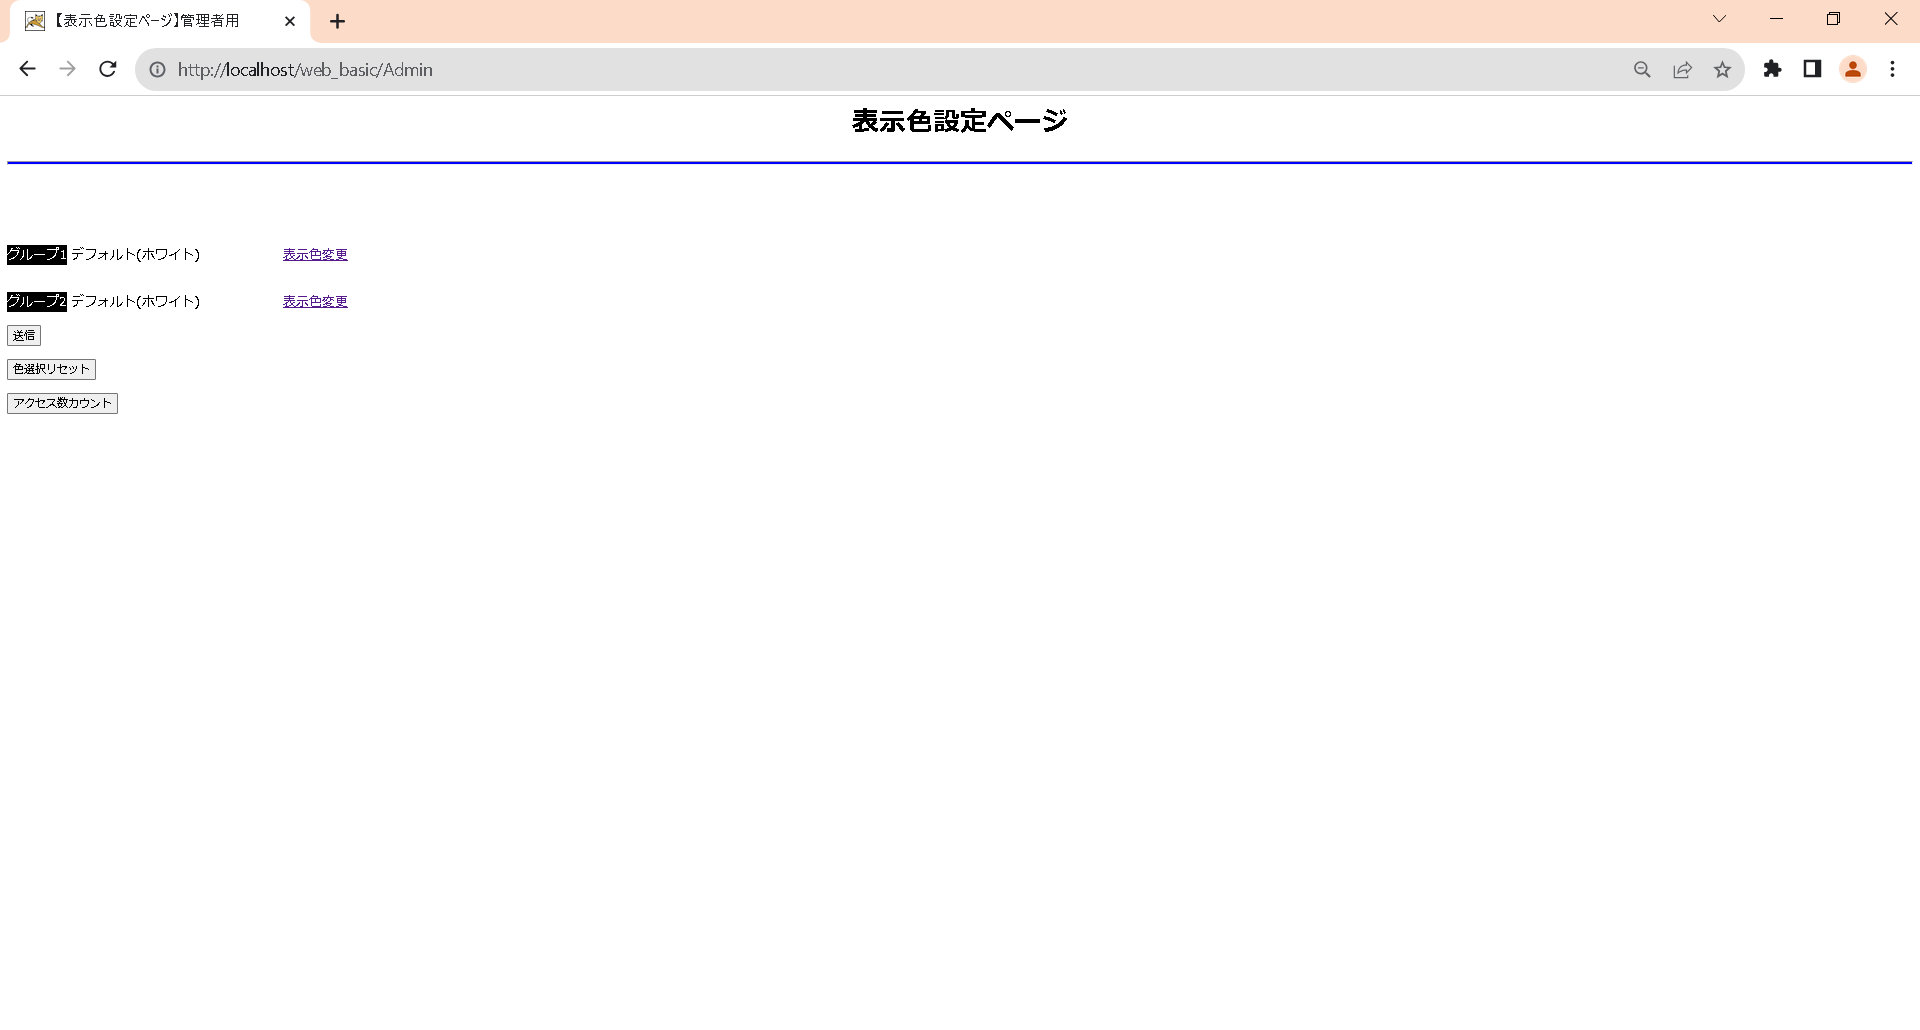 【表示色設定ページ】管理者用
http://localhost/web_basic/Admin
表示色設定ページ
グループ1 デフォルト(ホワイト) 表示色変更
グループ2 デフォルト(ホワイト) 表示色変更
送信
色選択リセット
アクセス数カウント